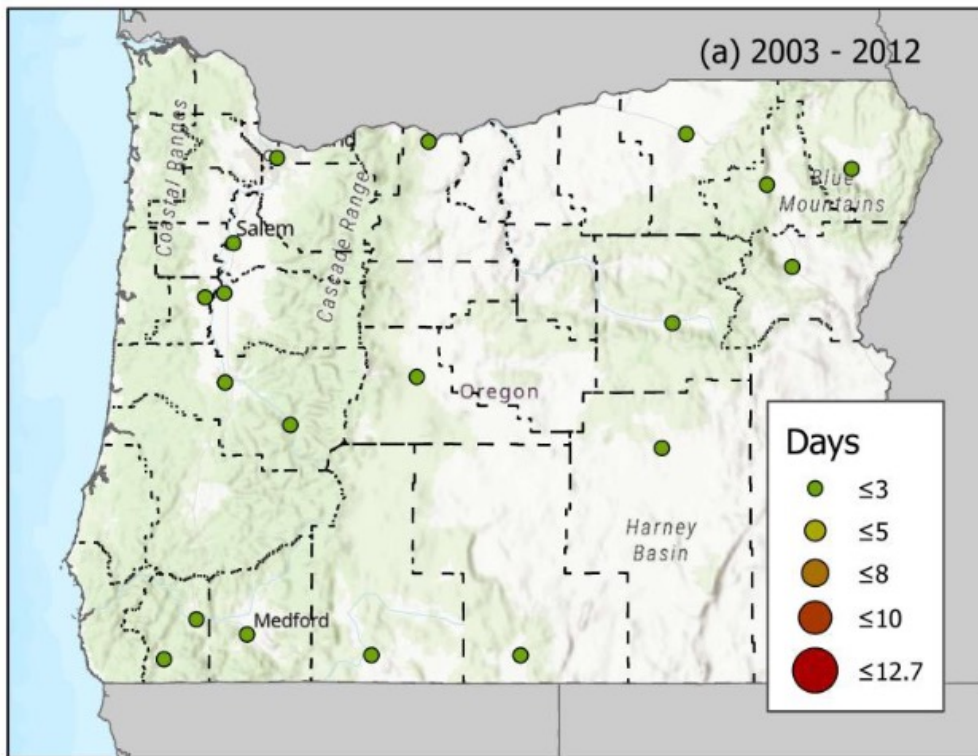 (a) 2003 - 2012
Coastal Ranges
Cascade Range
Blue
Mountains
Salem
Oregon
Harney
Basin
Medford
Days
≤3
≤5
≤8
≤10
≤12.7